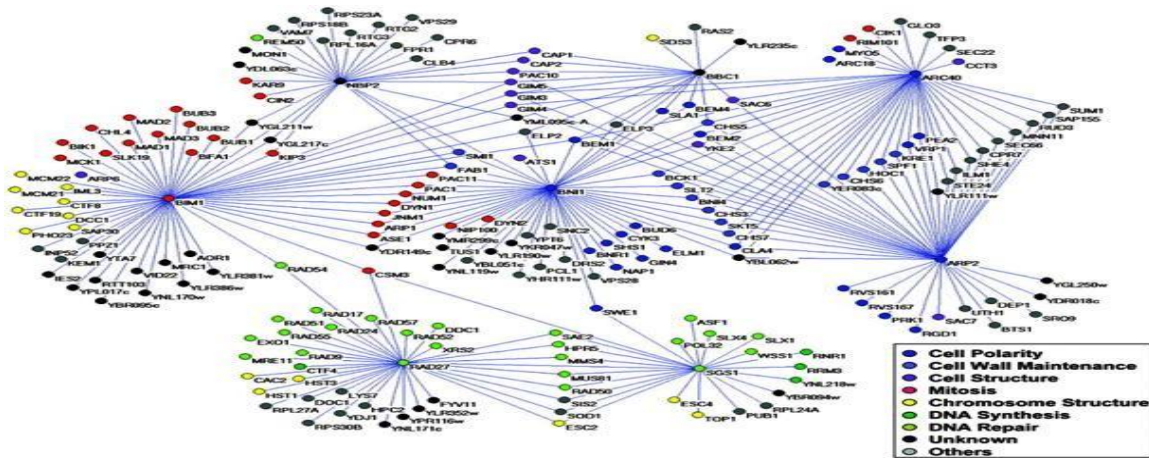 RPS23A
RPS18B
VPS29
VAM7
RTG2
REM50
RPL16A
RTG3
CPR6
MON1
FPR1
YDL063c
CLB4
KAR9
NBP2
CIN2
YGL211w
YGL217c
KIP3
CAP1
CAP2
PAC10
GIM5
GIM3
GIM4
YML095c-A
ELP2
ELP3
ATS1
BEM1
SMI1
FAB1
SDS3
RAS2
YLR235c
BBC1
SAC6
BEM4
SLA1
CHS5
BEM2
YKE2
GLO3
CIK1
TFP3
RIM101
MYO5
SEC22
ARC18
CCT3
ARC40
SUM1
SAP155
RUD3
MNN11
SEC66
CPR7
SHE4
ILM1
STE24
YLR111w
PEA2
VRP1
KRE1
SPF1
HOC1
CHS6
YER083c
BUB3
MAD2
BUB2
CHL4
MAD3
BUB1
BIK1
MAD1
MCK1
SLK19
BFA1
MCM22
ARP6
MCM21
IML3
CTF8
CTF19
DCC1
PHO23
SAP30
BIM1
INP52
PPZ1
KEM1
YTA7
AOR1
IES2
VID22
MRC1
YLR381w
RTT103
YPL017c
YLR386w
YBR095c
YNL170w
RAD54
PAC11
PAC1
NUM1
DYN1
JNM1
ARP1
ASE1
YDR149c
CSM3
BNI1
DYN2
NIP100
SNC2
YMR299c
YPT6
TUS1
YKR047w
YLR190w
DRS2
YNL119w
YBL051c
PCL1
YHR111w
VPS28
BUD6
CYK3
SHS1
BNR1
ELM1
GIN4
NAP1
SWE1
BCK1
SLT2
BNI4
CHS3
SKT5
CHS7
CLA4
YBL062w
ARP2
YGL250w
RVS161
YDR018c
RVS167
DEP1
UTH1
SRO9
PRK1
SAC7
BTS1
RGD1
RAD17
RAD51
RAD57
RAD24
DDC1
RAD55
RAD52
EXO1
XRS2
RAD9
MRE11
CTF4
RAD27
CAC2
HST3
HST1
LYS7
DOC1
HPC2
FYV11
RPL27A
YDJ1
YLR352w
YPR116w
RPS30B
YNL171c
SAE2
HPR5
MMS4
MUS81
RAD50
SIS2
SOD1
ESC2
ASF1
SLX4
SLX1
POL32
WSS1
RNR1
RRM3
SGS1
YNL218w
YBR094w
ESC4
RPL24A
TOP1
PUB1
Cell Polarity
Cell Wall Maintenance
Cell Structure
Mitosis
Chromosome Structure
DNA Synthesis
DNA Repair
Unknown
Others